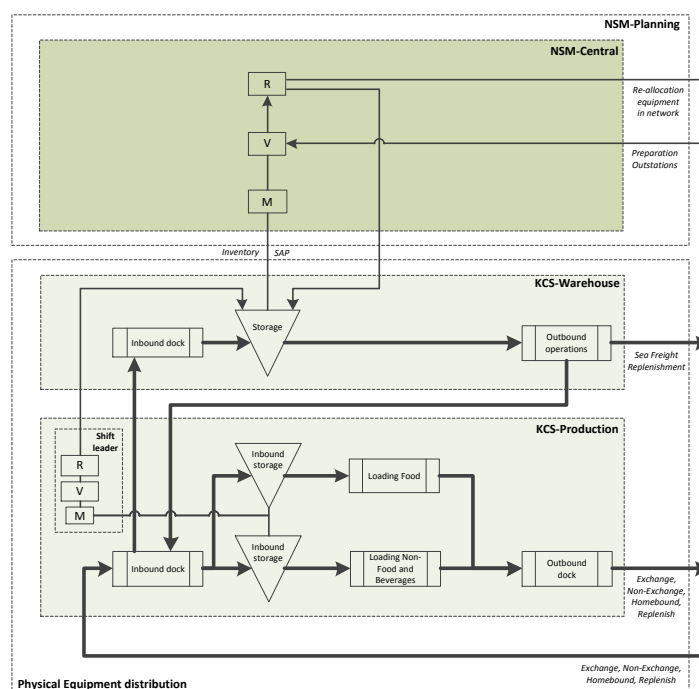 NSM-Planning
NSM-Central
R
Re-allocation
equipment
in network
V
Preparation
Outstations
M
Inventory
SAP
KCS-Warehouse
Storage
Inbound dock
Outbound
operations
Sea Freight
Replenishment
KCS-Production
Shift
leader
R
V
M
Inbound
storage
Loading Food
Inbound dock
Inbound
storage
Loading Non-
Food and
Beverages
Outbound
dock
Exchange,
Non-Exchange,
Homebound,
Replenish
Exchange, Non-Exchange,
Homebound, Replenish
Physical Equipment distribution